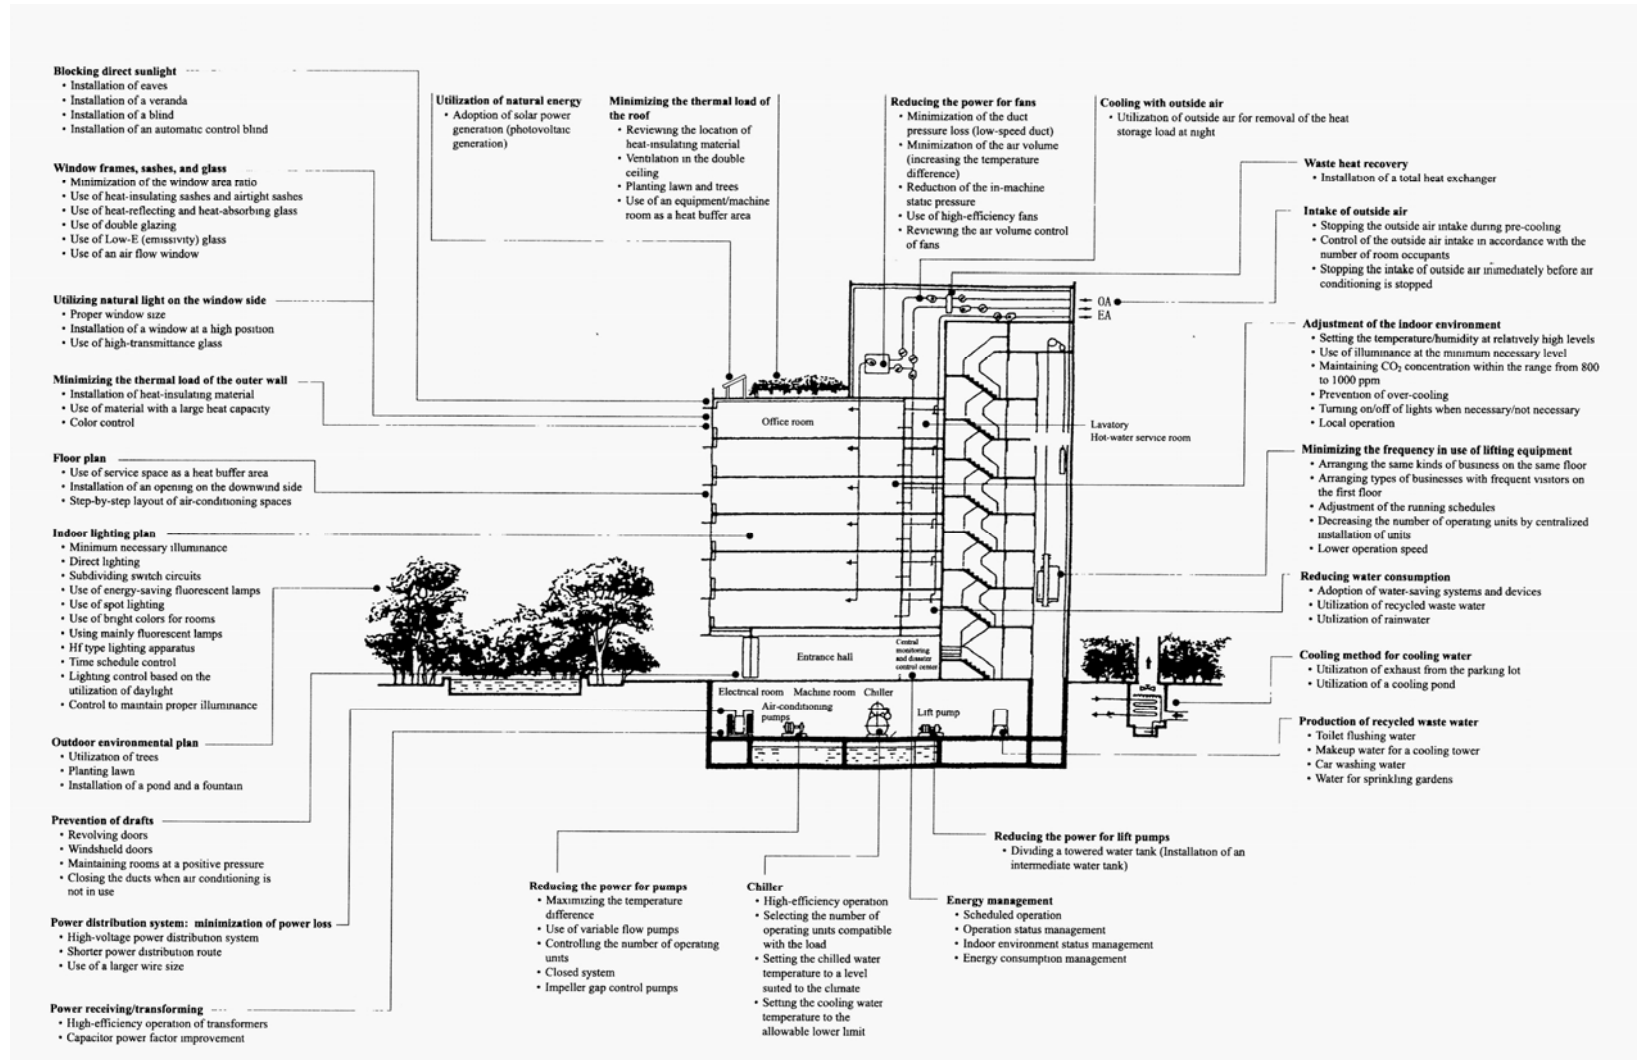 Blocking direct sunlight
• Installation of eaves
• Installation of a veranda
• Installation of a blind
• Installation of an automatic control blind
Window frames, sashes, and glass
• Minimization of the window area ratio
• Use of heat-insulating sashes and airtight sashes
• Use of heat-reflecting and heat-absorbing glass
• Use of double glazing
• Use of Low-E (emissivity) glass
• Use of an air flow window
Utilizing natural light on the window side
• Proper window size
• Installation of a window at a high position
• Use of high-transmittance glass
Minimizing the thermal load of the outer wall
• Installation of heat-insulating material
• Use of material with a large heat capacity
• Color control
Floor plan
• Use of service space as a heat buffer area
• Installation of an opening on the downwind side
• Step-by-step layout of air-conditioning spaces
Indoor lighting plan
• Minimum necessary illuminance
• Direct lighting
• Subdividing switch circuits
• Use of energy-saving fluorescent lamps
• Use of spot lighting
• Use of bright colors for rooms
• Using mainly fluorescent lamps
• Hf type lighting apparatus
• Time schedule control
• Lighting control based on the
utilization of daylight
• Control to maintain proper illuminance
Outdoor environmental plan
• Utilization of trees
• Planting lawn
• Installation of a pond and a fountain
Prevention of drafts
• Revolving doors
• Windshield doors
• Maintaining rooms at a positive pressure
• Closing the ducts when air conditioning is
not in use
Power distribution system: minimization of power loss
• High-voltage power distribution system
• Shorter power distribution route
• Use of a larger wire size
Power receiving/transforming
• High-efficiency operation of transformers
• Capacitor power factor improvement
Utilization of natural energy
• Adoption of solar power
generation (photovoltaic
generation)
Minimizing the thermal load of
the roof
• Reviewing the location of
heat-insulating material
• Ventilation in the double
ceiling
• Planting lawn and trees
• Use of an equipment/machine
room as a heat buffer area
Reducing the power for fans
• Minimization of the duct
pressure loss (low-speed duct)
• Minimization of the air volume
(increasing the temperature
difference)
• Reduction of the in-machine
static pressure
• Use of high-efficiency fans
• Reviewing the air volume control
of fans
Cooling with outside air
• Utilization of outside air for removal of the heat
storage load at night
Waste heat recovery
• Installation of a total heat exchanger
Intake of outside air
• Stopping the outside air intake during pre-cooling
• Control of the outside air intake in accordance with the
number of room occupants
• Stopping the intake of outside air immediately before air
conditioning is stopped
OA
EA
Adjustment of the indoor environment
• Setting the temperature/humidity at relatively high levels
• Use of illuminance at the minimum necessary level
• Maintaining CO₂ concentration within the range from 800
to 1000 ppm
• Prevention of over-cooling
• Turning on/off of lights when necessary/not necessary
• Local operation
Minimizing the frequency in use of lifting equipment
• Arranging the same kinds of business on the same floor
• Arranging types of businesses with frequent visitors on
the first floor
• Adjustment of the running schedules
• Decreasing the number of operating units by centralized
installation of units
• Lower operation speed
Reducing water consumption
• Adoption of water-saving systems and devices
• Utilization of recycled waste water
• Utilization of rainwater
Cooling method for cooling water
• Utilization of exhaust from the parking lot
• Utilization of a cooling pond
Production of recycled waste water
• Toilet flushing water
• Makeup water for a cooling tower
• Car washing water
• Water for sprinkling gardens
Office room
Lavatory
Hot-water service room
Entrance hall
Central
monitoring
and disaster
control center
Electrical room Machine room Chiller
Air-conditioning
pumps
Lift pump
Reducing the power for lift pumps
• Dividing a towered water tank (Installation of an
intermediate water tank)
Reducing the power for pumps
• Maximizing the temperature
difference
• Use of variable flow pumps
• Controlling the number of operating
units
• Closed system
• Impeller gap control pumps
Chiller
• High-efficiency operation
• Selecting the number of
operating units compatible
with the load
• Setting the chilled water
temperature to a level
suited to the climate
• Setting the cooling water
temperature to the
allowable lower limit
Energy management
• Scheduled operation
• Operation status management
• Indoor environment status management
• Energy consumption management